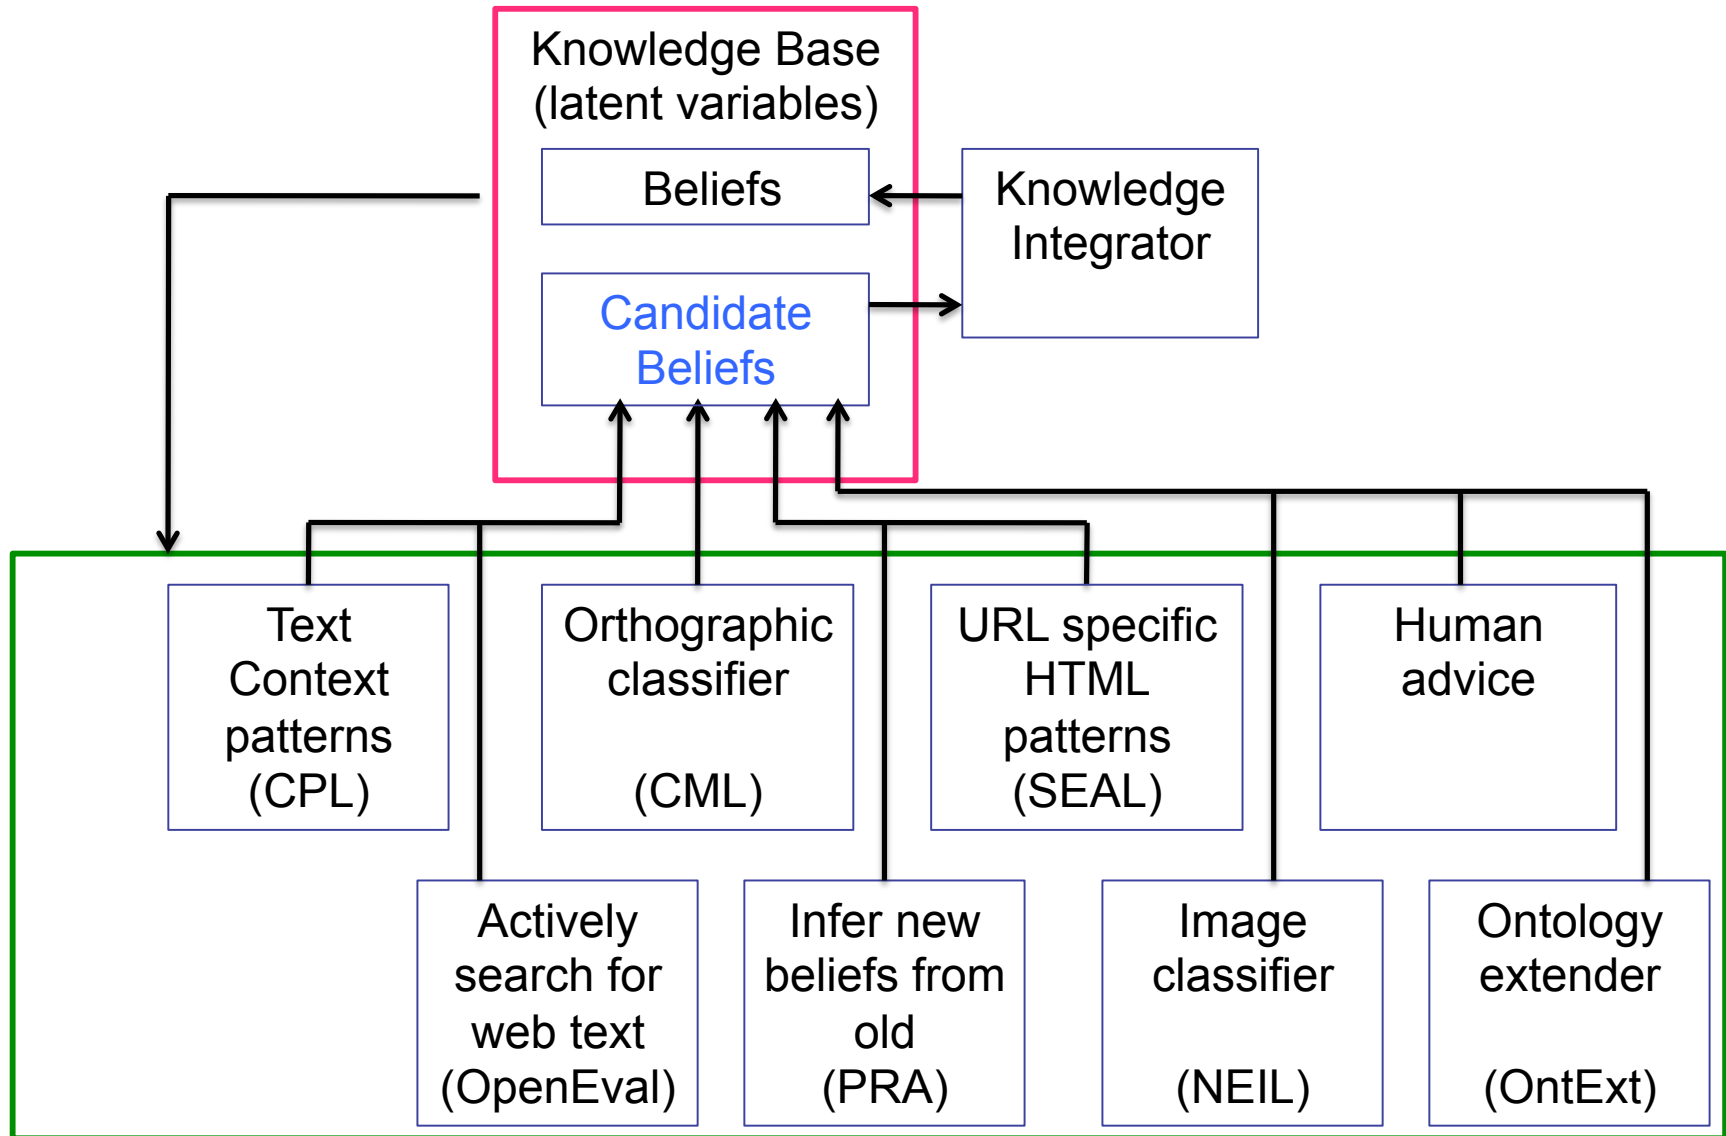 Knowledge Base
(latent variables)
Beliefs
Knowledge
Integrator
Candidate
Beliefs
Text
Context
patterns
(CPL)
Orthographic
classifier
(CML)
URL specific
HTML
patterns
(SEAL)
Human
advice
Actively
search for
web text
(OpenEval)
Infer new
beliefs from
old
(PRA)
Image
classifier
(NEIL)
Ontology
extender
(OntExt)